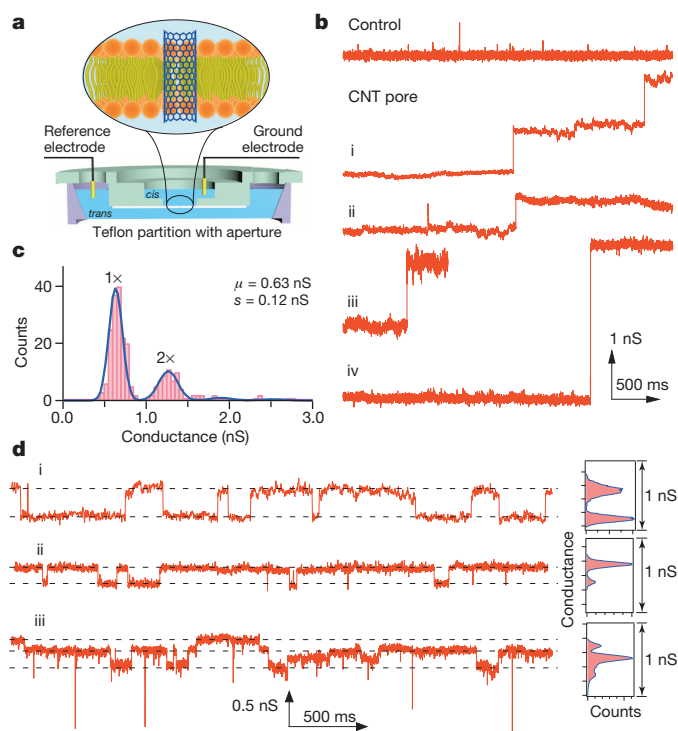 a
Reference
electrode
Ground
electrode
cis
trans
Teflon partition with aperture
b
Control
CNT pore
i
ii
iii
iv
1 nS
500 ms
c
1×
2×
μ = 0.63 nS
s = 0.12 nS
40
20
0
Counts
0.0
1.0
2.0
3.0
Conductance (nS)
d
i
ii
iii
0.5 nS
500 ms
Conductance
1 nS
1 nS
1 nS
Counts